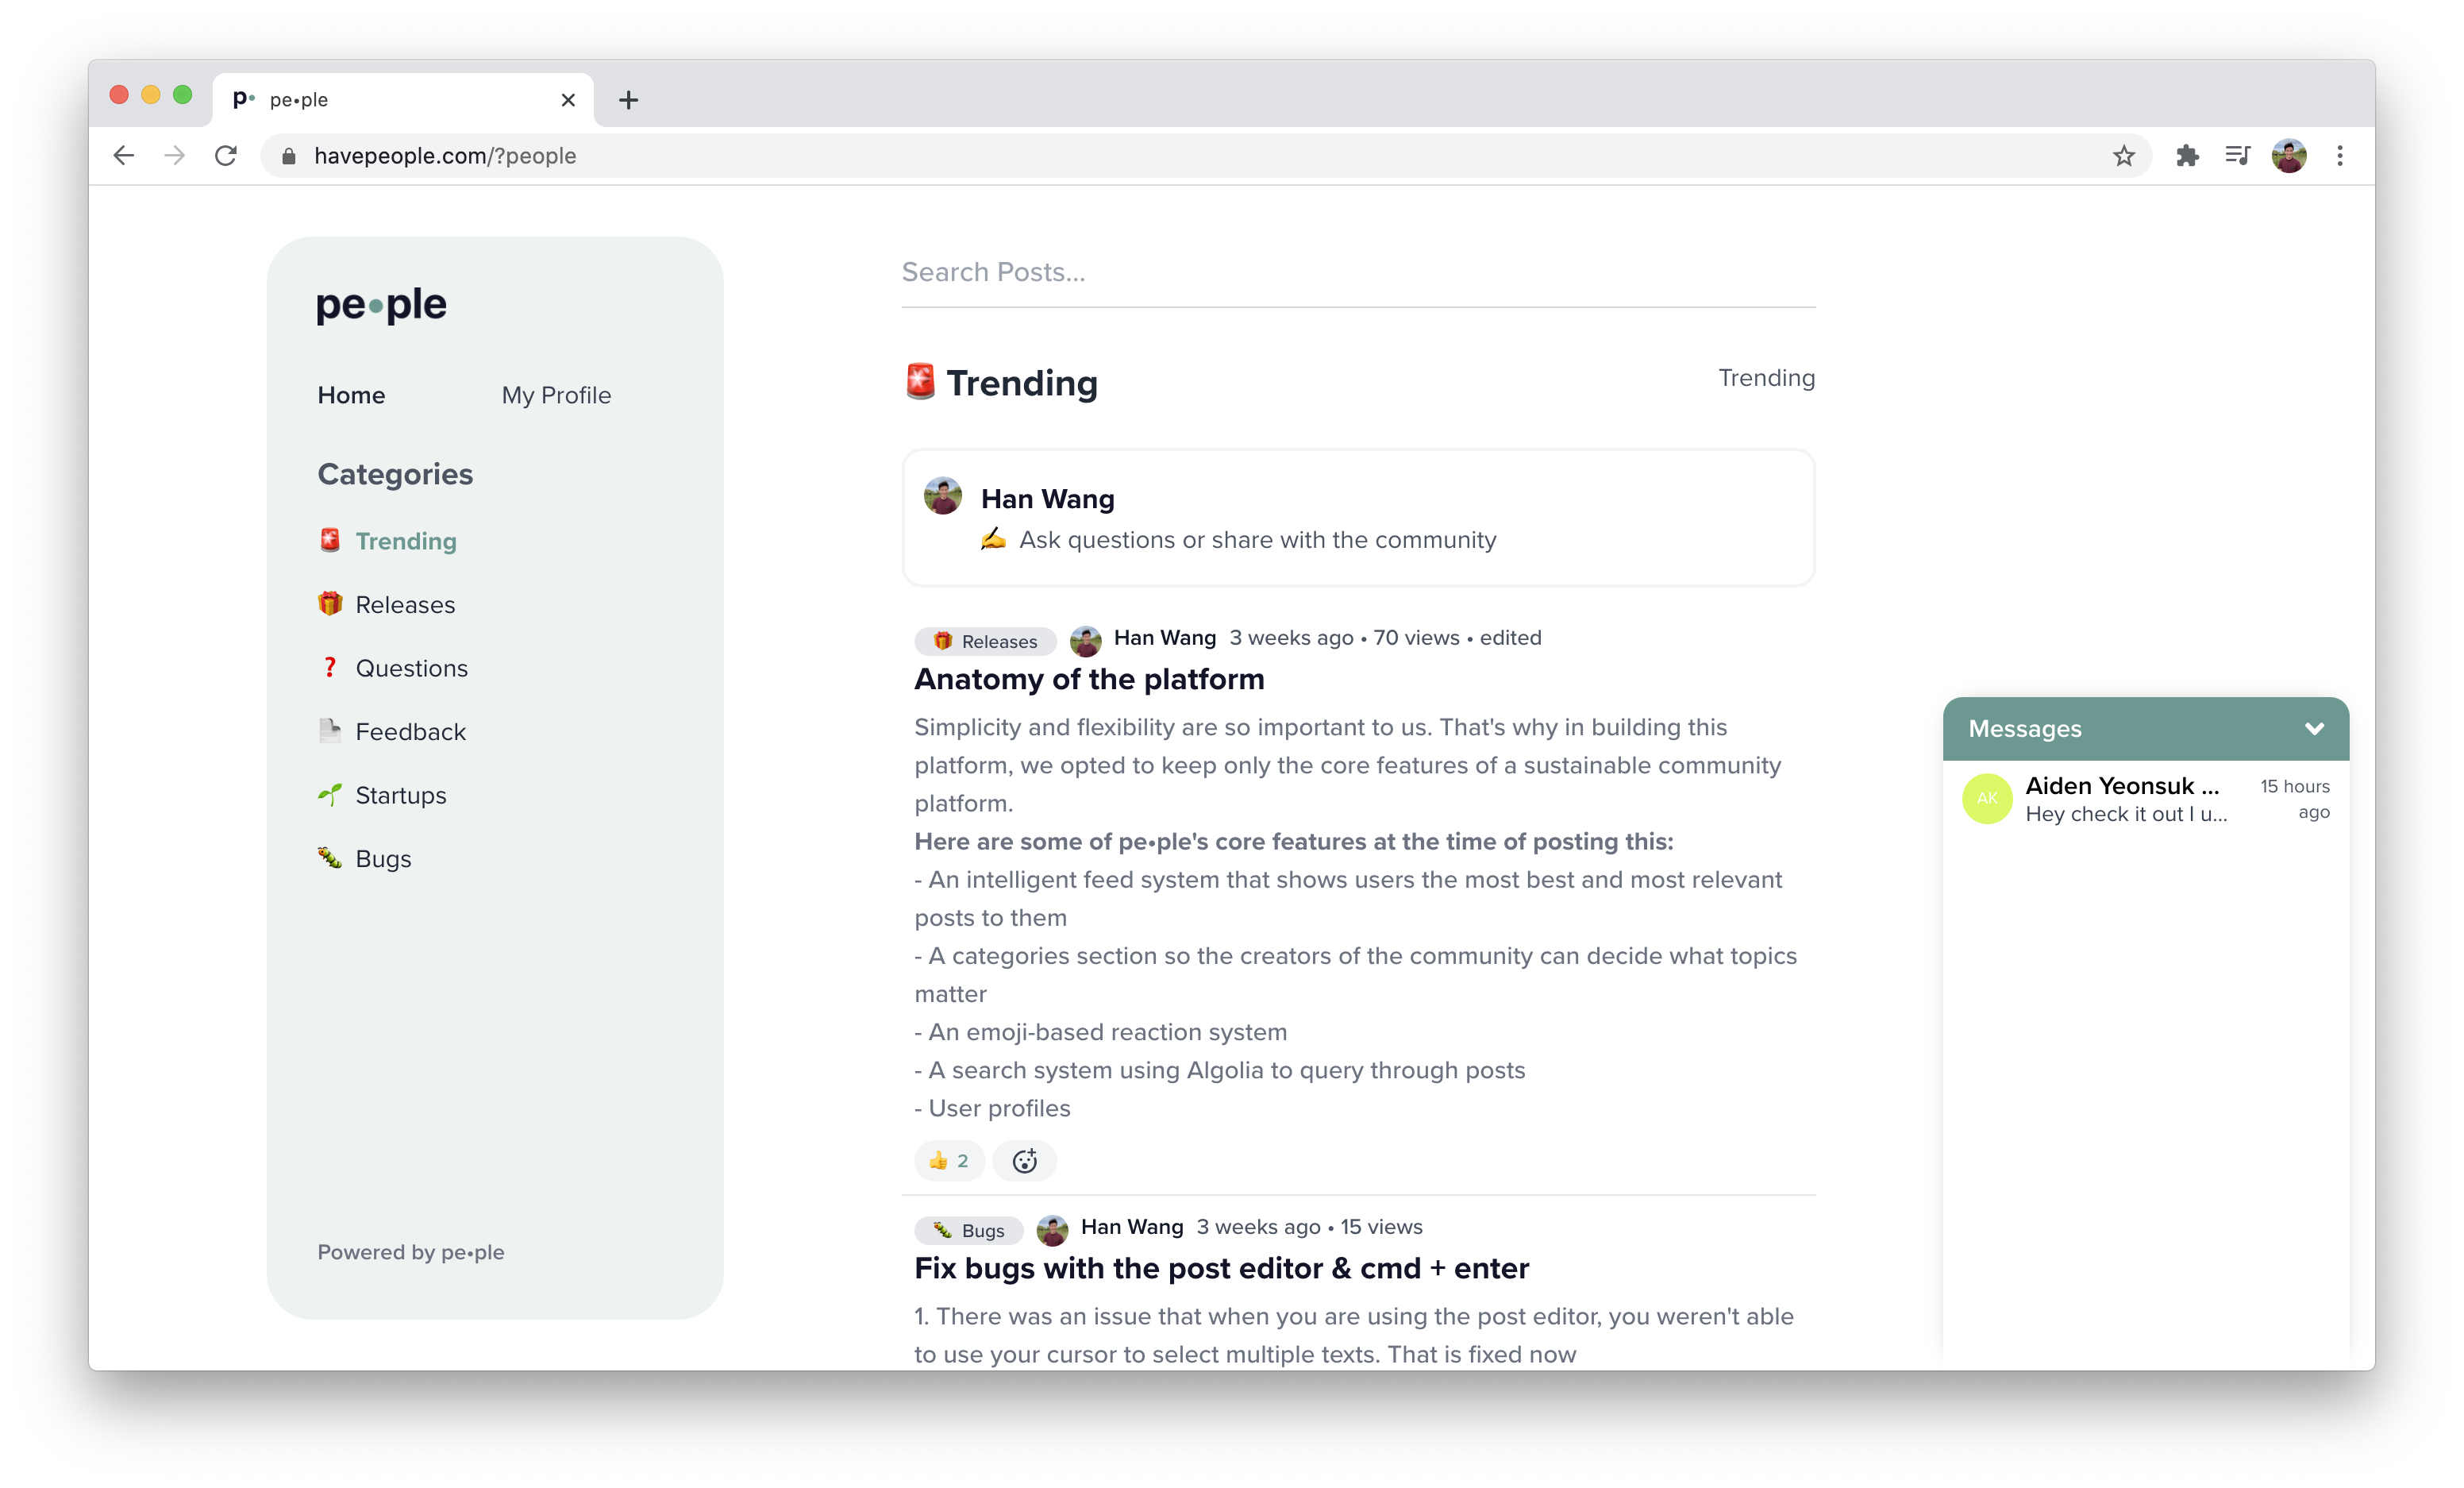 p• pe•ple
havepeople.com/?people
pe•ple
Home My Profile
Categories
Trending
Releases
Questions
Feedback
Startups
Bugs
Powered by pe•ple
Search Posts...
Trending Trending
Han Wang
Ask questions or share with the community
Releases Han Wang 3 weeks ago • 70 views • edited
Anatomy of the platform
Simplicity and flexibility are so important to us. That's why in building this
platform, we opted to keep only the core features of a sustainable community
platform.
Here are some of pe•ple's core features at the time of posting this:
- An intelligent feed system that shows users the most best and most relevant
posts to them
- A categories section so the creators of the community can decide what topics
matter
- An emoji-based reaction system
- A search system using Algolia to query through posts
- User profiles
2
Bugs Han Wang 3 weeks ago • 15 views
Fix bugs with the post editor & cmd + enter
1. There was an issue that when you are using the post editor, you weren't able
to use your cursor to select multiple texts. That is fixed now
Messages
AK Aiden Yeonsuk ... 15 hours
Hey check it out I u... ago